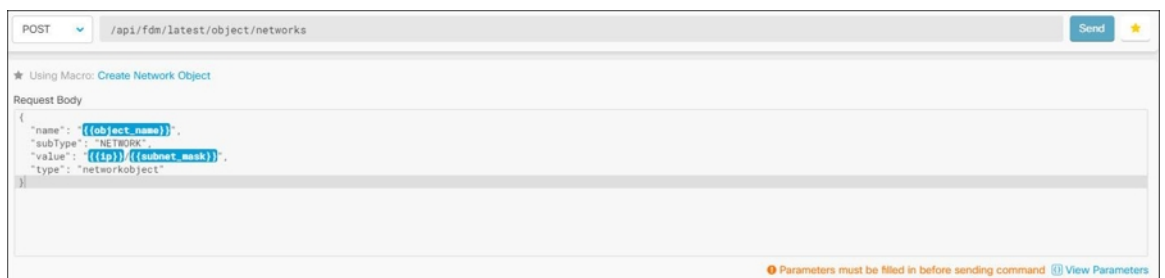 POST /api/fdm/latest/object/networks Send
Using Macro: Create Network Object
Request Body
{
"name": "{{object_name}}",
"subType": "NETWORK",
"value": "{{ip}}/{{subnet_mask}}",
"type": "networkobject"
}
Parameters must be filled in before sending command View Parameters